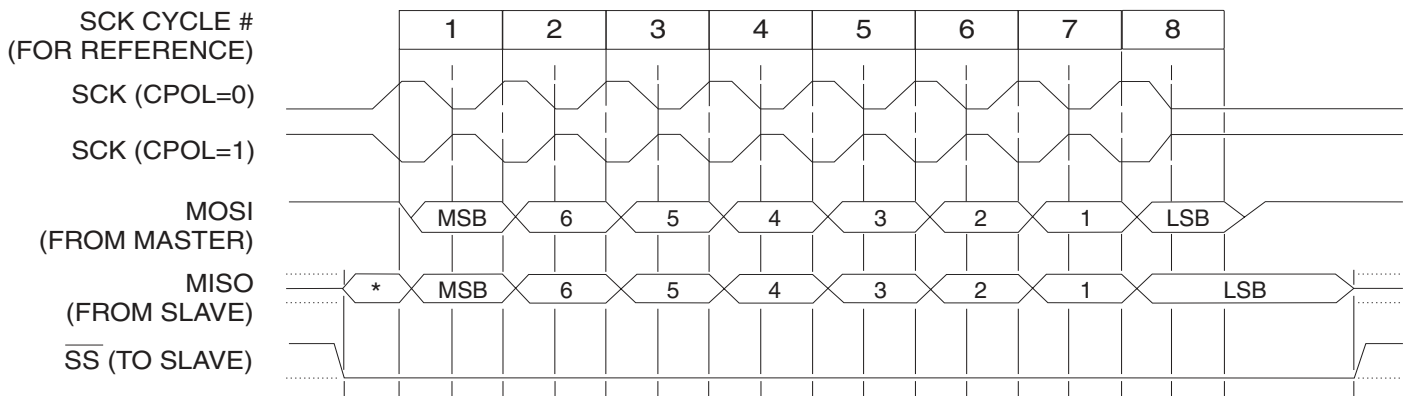 SCK CYCLE #
(FOR REFERENCE)
1 2 3 4 5 6 7 8
SCK (CPOL=0)
SCK (CPOL=1)
MOSI
(FROM MASTER)
MSB 6 5 4 3 2 1 LSB
MISO
(FROM SLAVE)
* MSB 6 5 4 3 2 1 LSB
S̅S̅ (TO SLAVE)